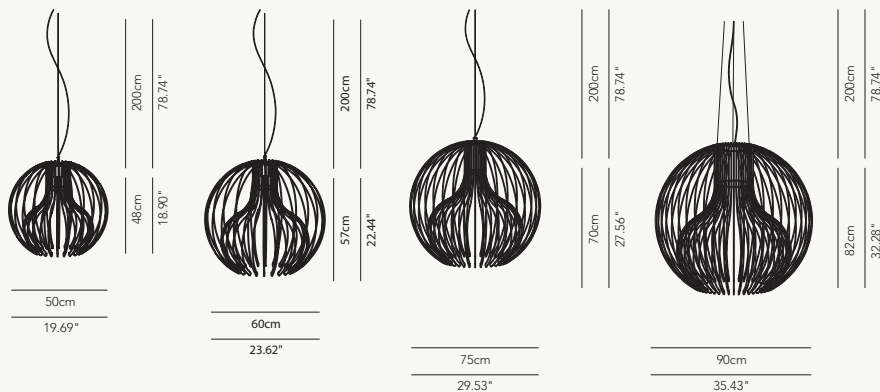 200cm
78.74"
48cm
18.90"
50cm
19.69"
200cm
78.74"
57cm
22.44"
60cm
23.62"
200cm
78.74"
70cm
27.56"
75cm
29.53"
200cm
78.74"
82cm
32.28"
90cm
35.43"